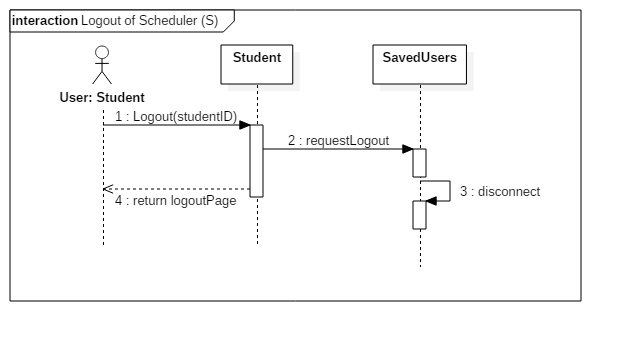 interaction Logout of Scheduler (S)
Student
SavedUsers
User: Student
1 : Logout(studentID)
2 : requestLogout
3 : disconnect
4 : return logoutPage